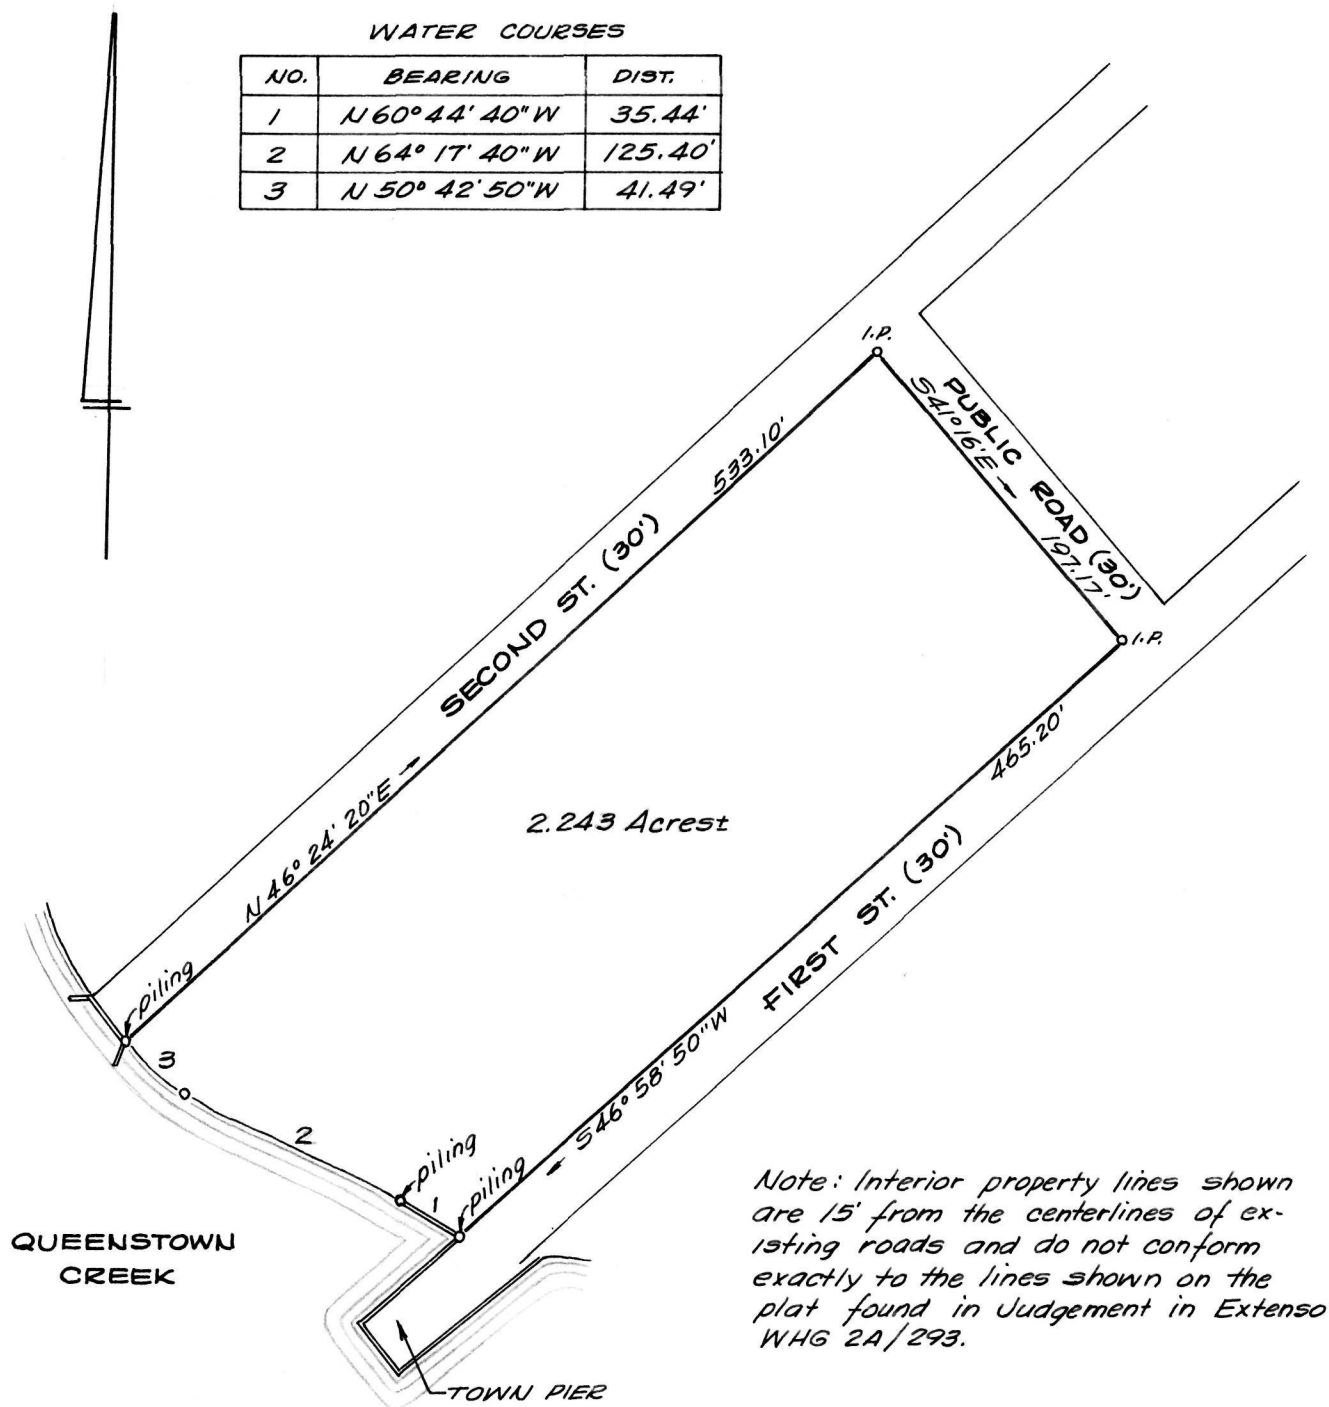 WATER COURSES
NO. BEARING DIST.
1 N 60° 44' 40" W 35.44'
2 N 64° 17' 40" W 125.40'
3 N 50° 42' 50" W 41.49'
I.P.
PUBLIC ROAD (30')
S 41° 16' E → 197.17'
I.P.
533.10'
SECOND ST. (30')
N 46° 24' 20" E →
465.20'
2.243 Acres±
FIRST ST. (30')
← S 46° 58' 50" W
piling
3
2
piling
1
piling
QUEENSTOWN
CREEK
Note: Interior property lines shown
are 15' from the centerlines of ex-
isting roads and do not conform
exactly to the lines shown on the
plat found in Judgement in Extenso
WHG 2A/293.
TOWN PIER